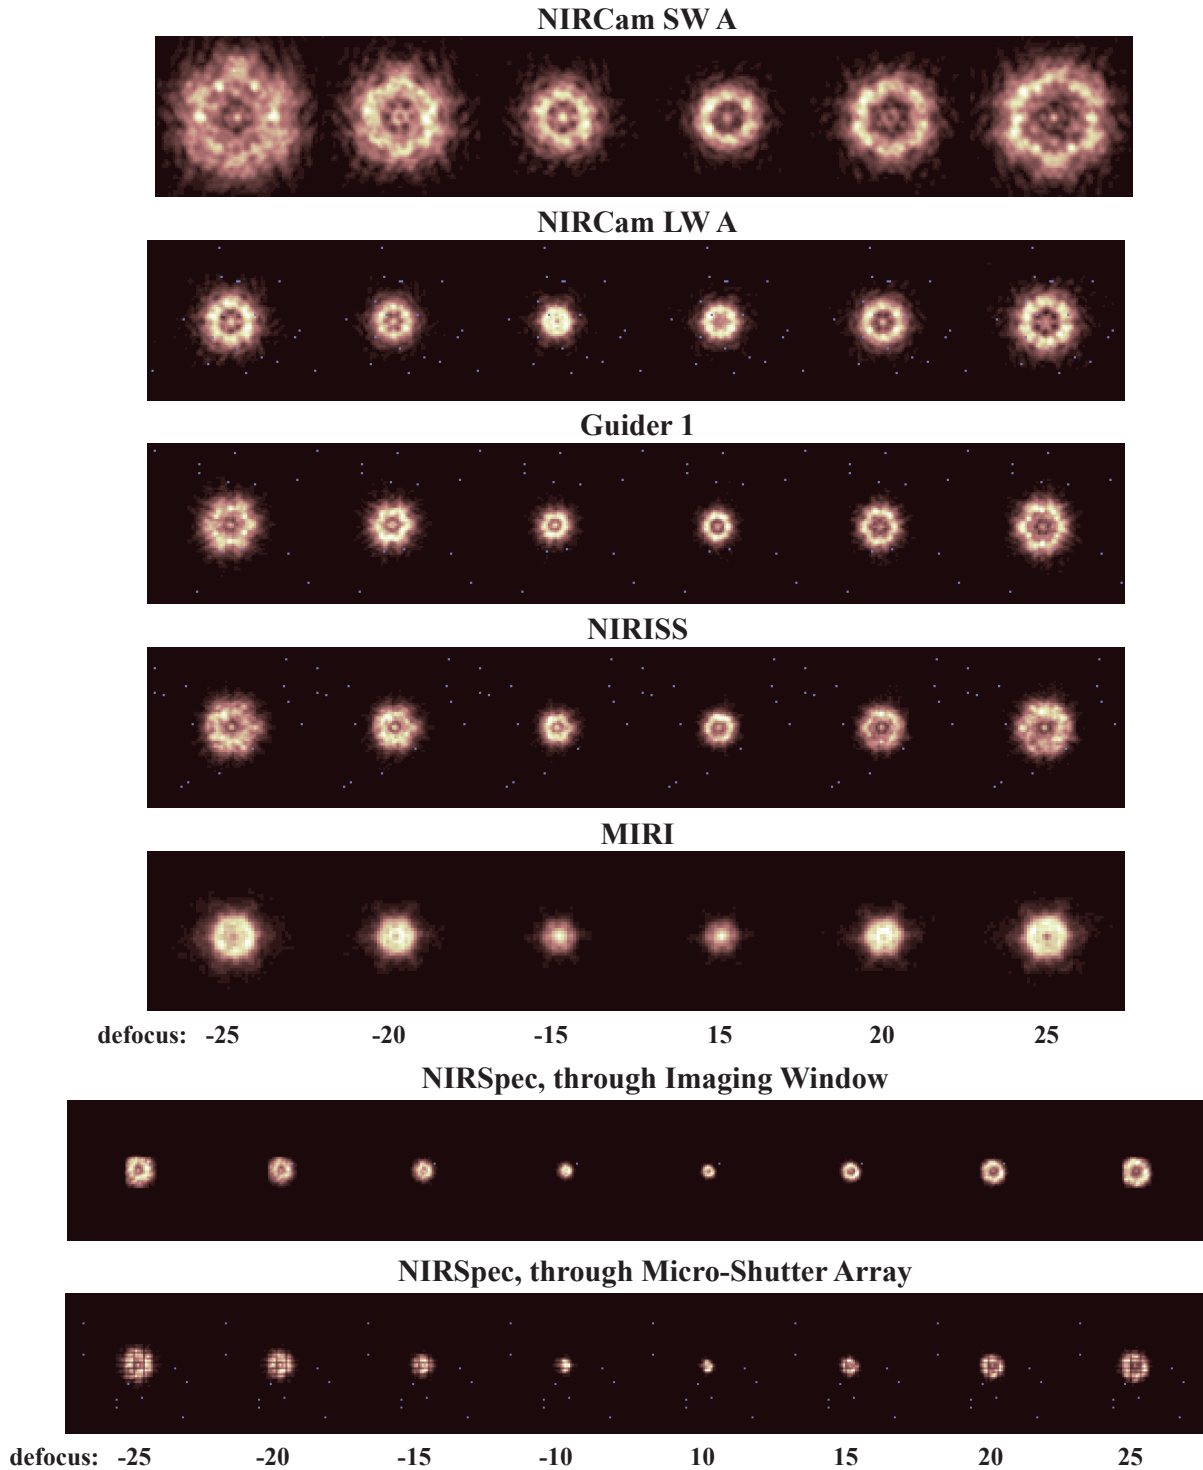 NIRCam SW A
NIRCam LW A
Guider 1
NIRISS
MIRI
defocus: -25 -20 -15 15 20 25
NIRSpec, through Imaging Window
NIRSpec, through Micro-Shutter Array
defocus: -25 -20 -15 -10 10 15 20 25